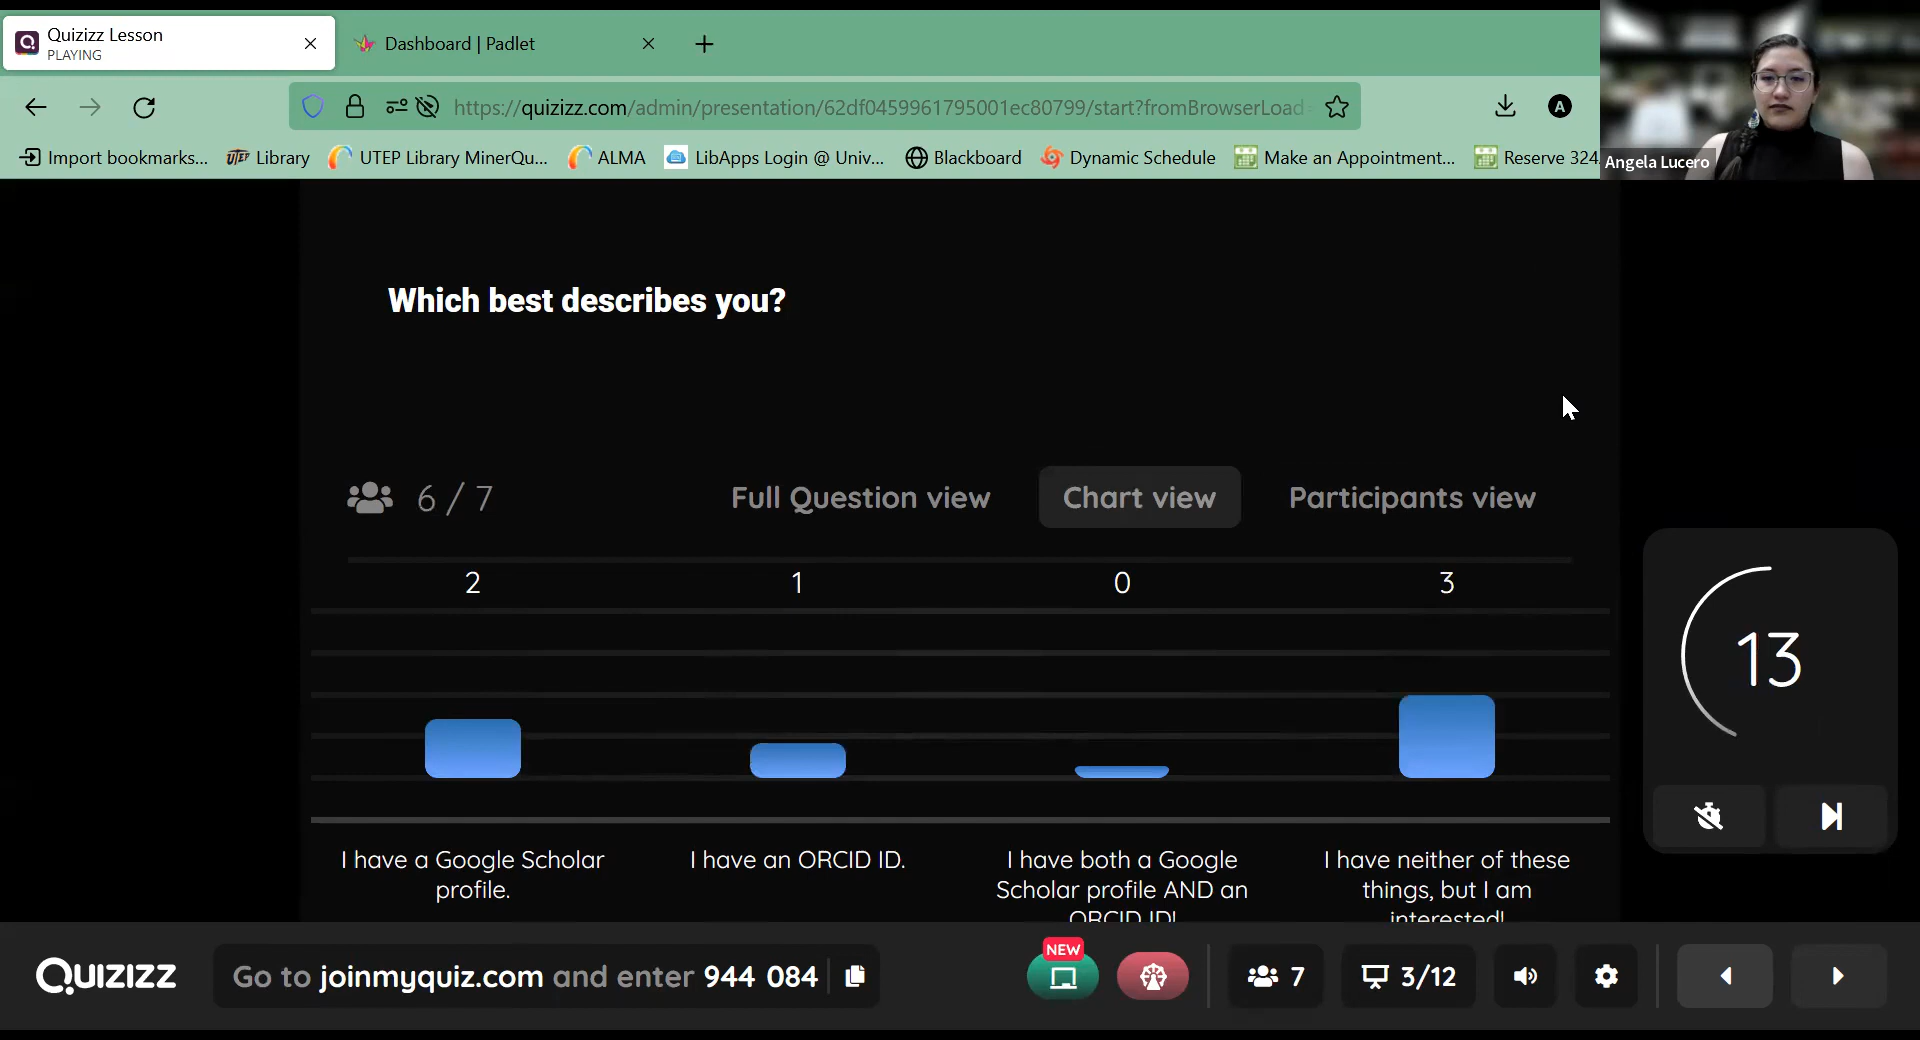 Quizizz Lesson
PLAYING
Dashboard | Padlet
https://quizizz.com/admin/presentation/62df0459961795001ec80799/start?fromBrowserLoad=
A
Import bookmarks...
UTEP Library
UTEP Library MinerQu...
ALMA
LibApps Login @ Univ...
Blackboard
Dynamic Schedule
Make an Appointment...
Reserve 324
Angela Lucero
Which best describes you?
6 / 7
Full Question view
Chart view
Participants view
2
1
0
3
13
I have a Google Scholar
profile.
I have an ORCID ID.
I have both a Google
Scholar profile AND an
ORCID ID!
I have neither of these
things, but I am
interested!
NEW
QUIZIZZ
Go to joinmyquiz.com and enter 944 084
7
3/12